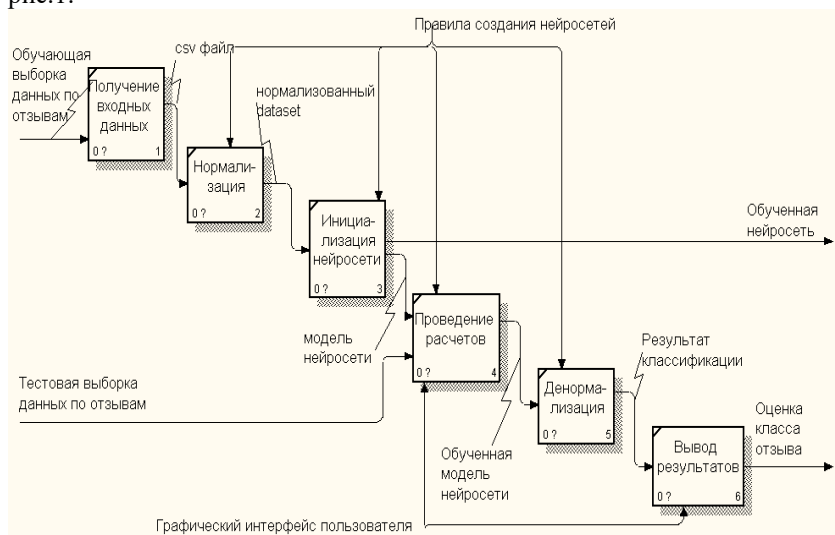 рис.1.
Правила создания нейросетей
Обучающая
выборка
данных по
отзывам
csv файл
Получение
входных
данных
0 ? 1
нормализованный
dataset
Нормали-
зация
0 ? 2
Инициа-
лизация
нейросети
0 ? 3
Обученная
нейросеть
модель
нейросети
Проведение
расчетов
0 ? 4
Результат
классификации
Тестовая выборка
данных по отзывам
Денорма-
лизация
0 ? 5
Оценка
класса
отзыва
Обученная
модель
нейросети
Вывод
результатов
0 ? 6
Графический интерфейс пользователя